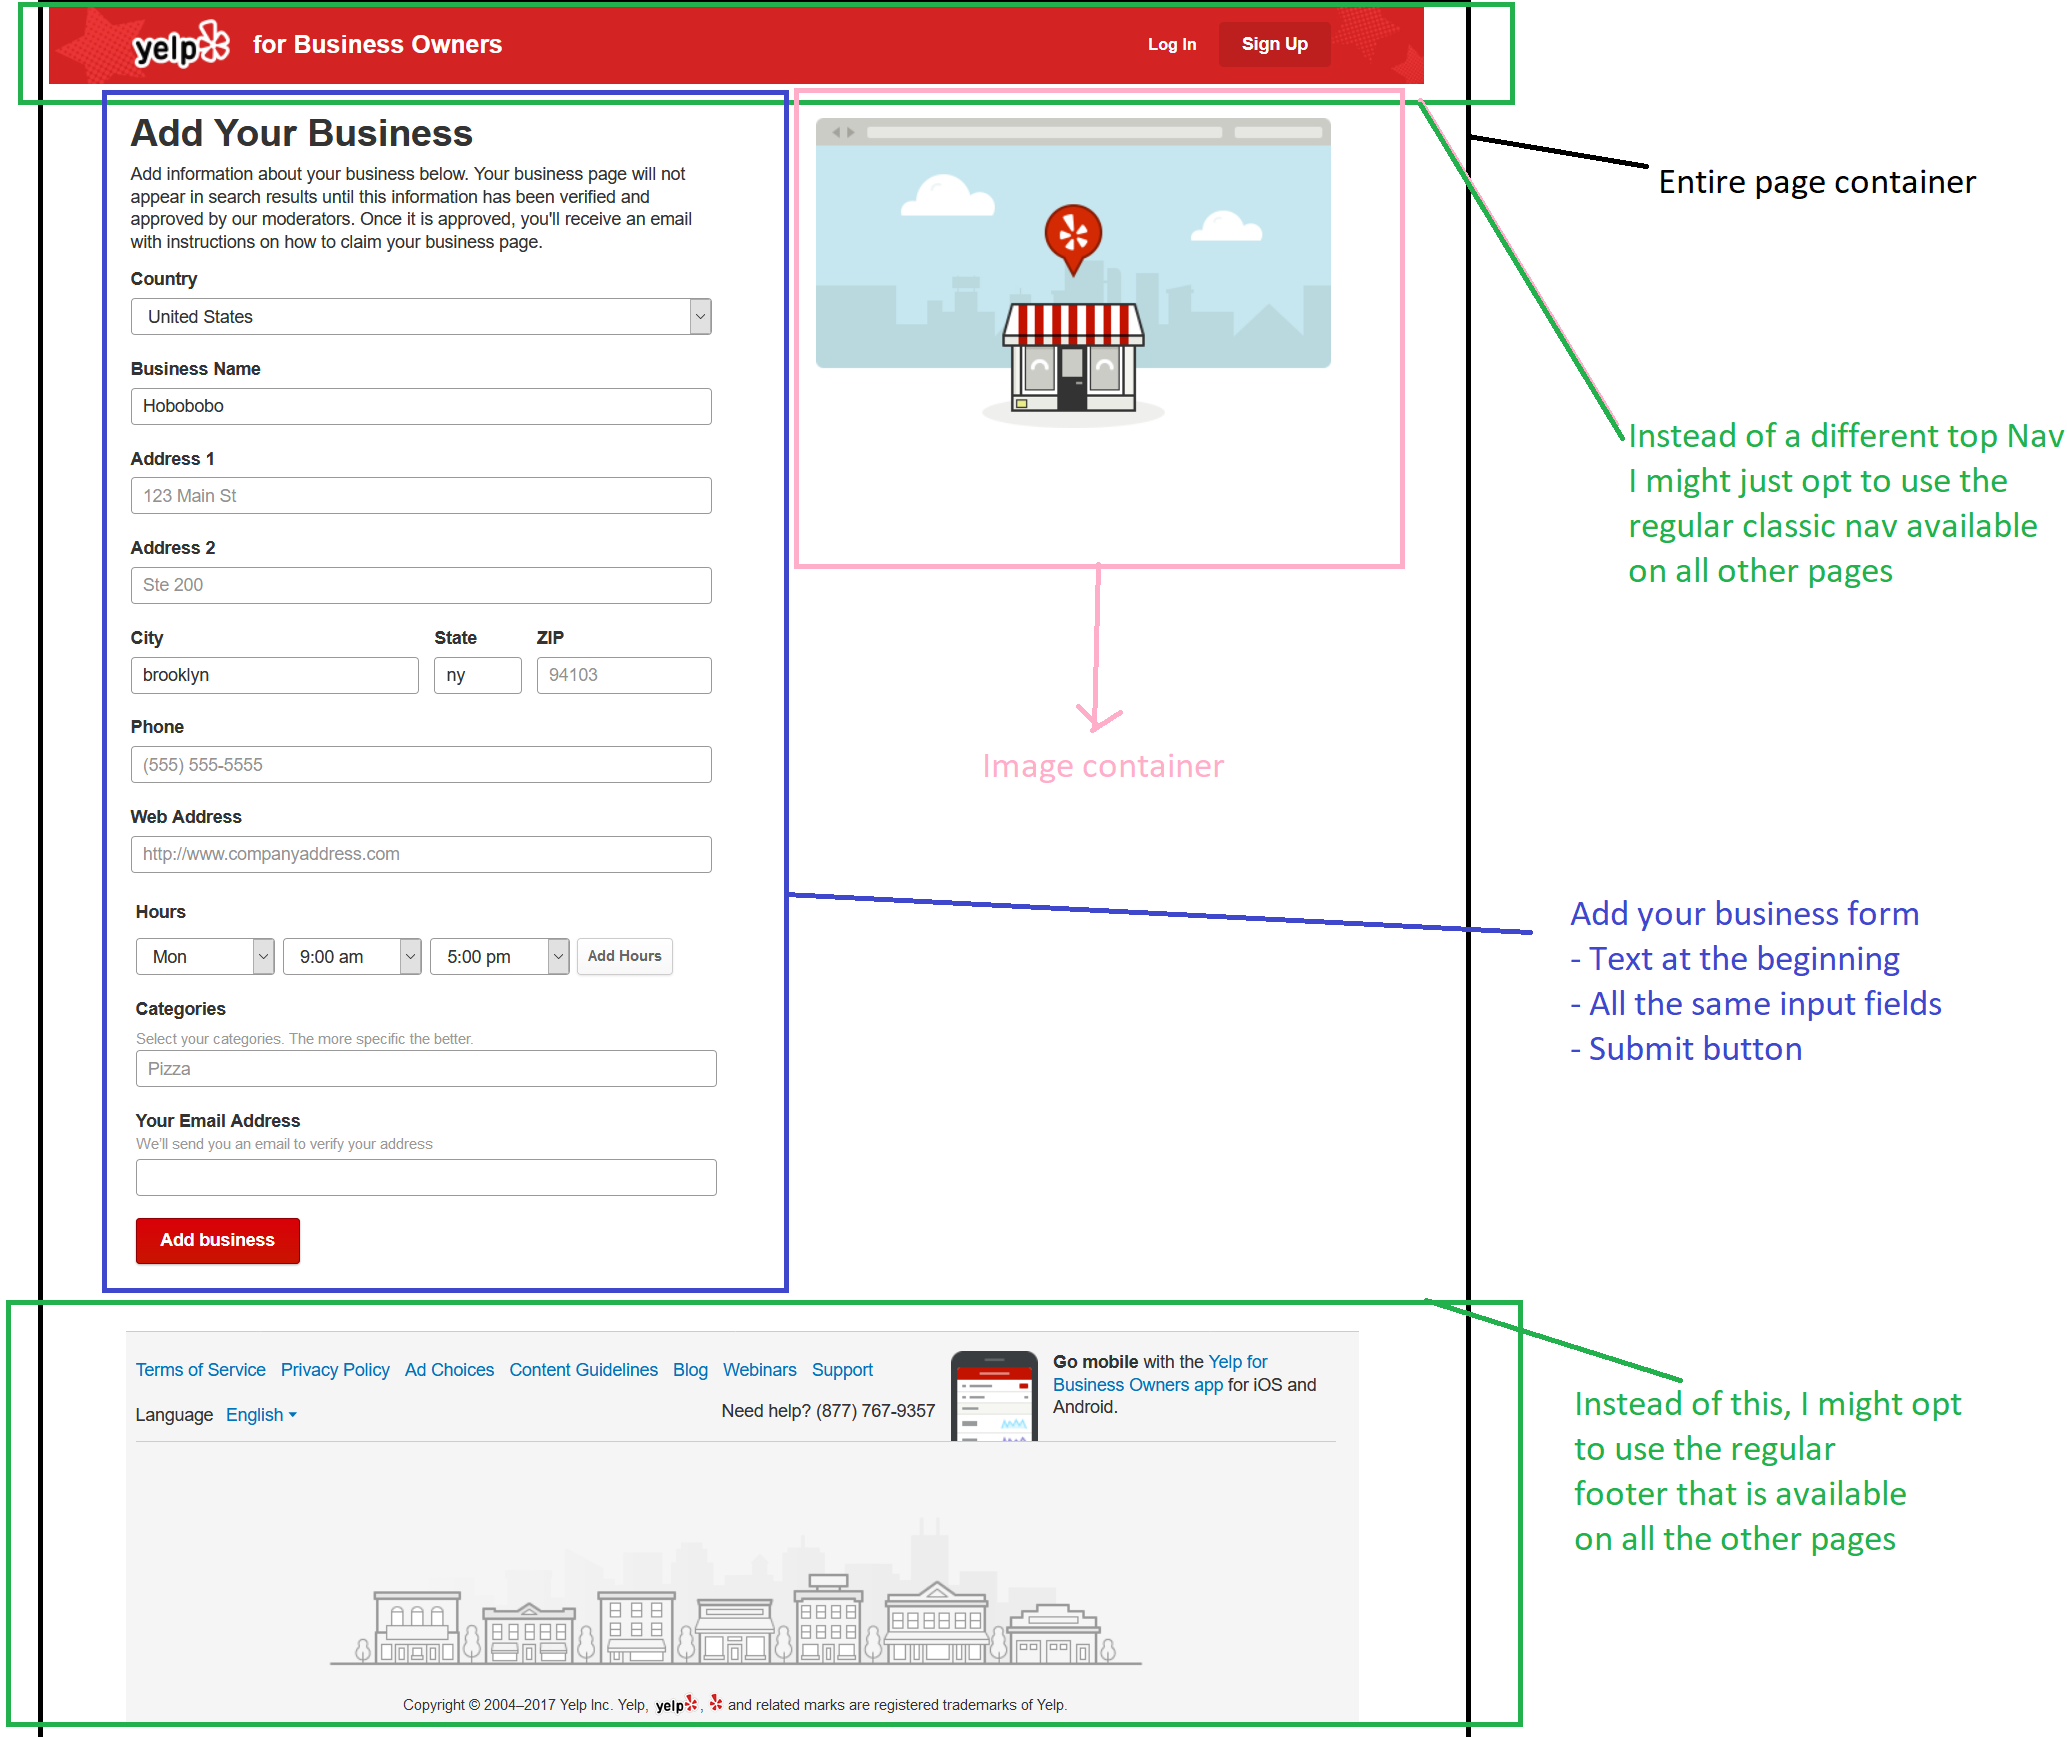 yelp for Business Owners
Log In
Sign Up
Add Your Business
Add information about your business below. Your business page will not
appear in search results until this information has been verified and
approved by our moderators. Once it is approved, you'll receive an email
with instructions on how to claim your business page.
Country
United States
Business Name
Hobobobo
Address 1
123 Main St
Address 2
Ste 200
City State ZIP
brooklyn ny 94103
Phone
(555) 555-5555
Web Address
http://www.companyaddress.com
Hours
Mon 9:00 am 5:00 pm Add Hours
Categories
Select your categories. The more specific the better.
Pizza
Your Email Address
We'll send you an email to verify your address
Add business
Image container
Entire page container
Instead of a different top Nav
I might just opt to use the
regular classic nav available
on all other pages
Add your business form
- Text at the beginning
- All the same input fields
- Submit button
Terms of Service Privacy Policy Ad Choices Content Guidelines Blog Webinars Support
Language English
Need help? (877) 767-9357
Go mobile with the Yelp for
Business Owners app for iOS and
Android.
Instead of this, I might opt
to use the regular
footer that is available
on all the other pages
Copyright © 2004–2017 Yelp Inc. Yelp, yelp, and related marks are registered trademarks of Yelp.